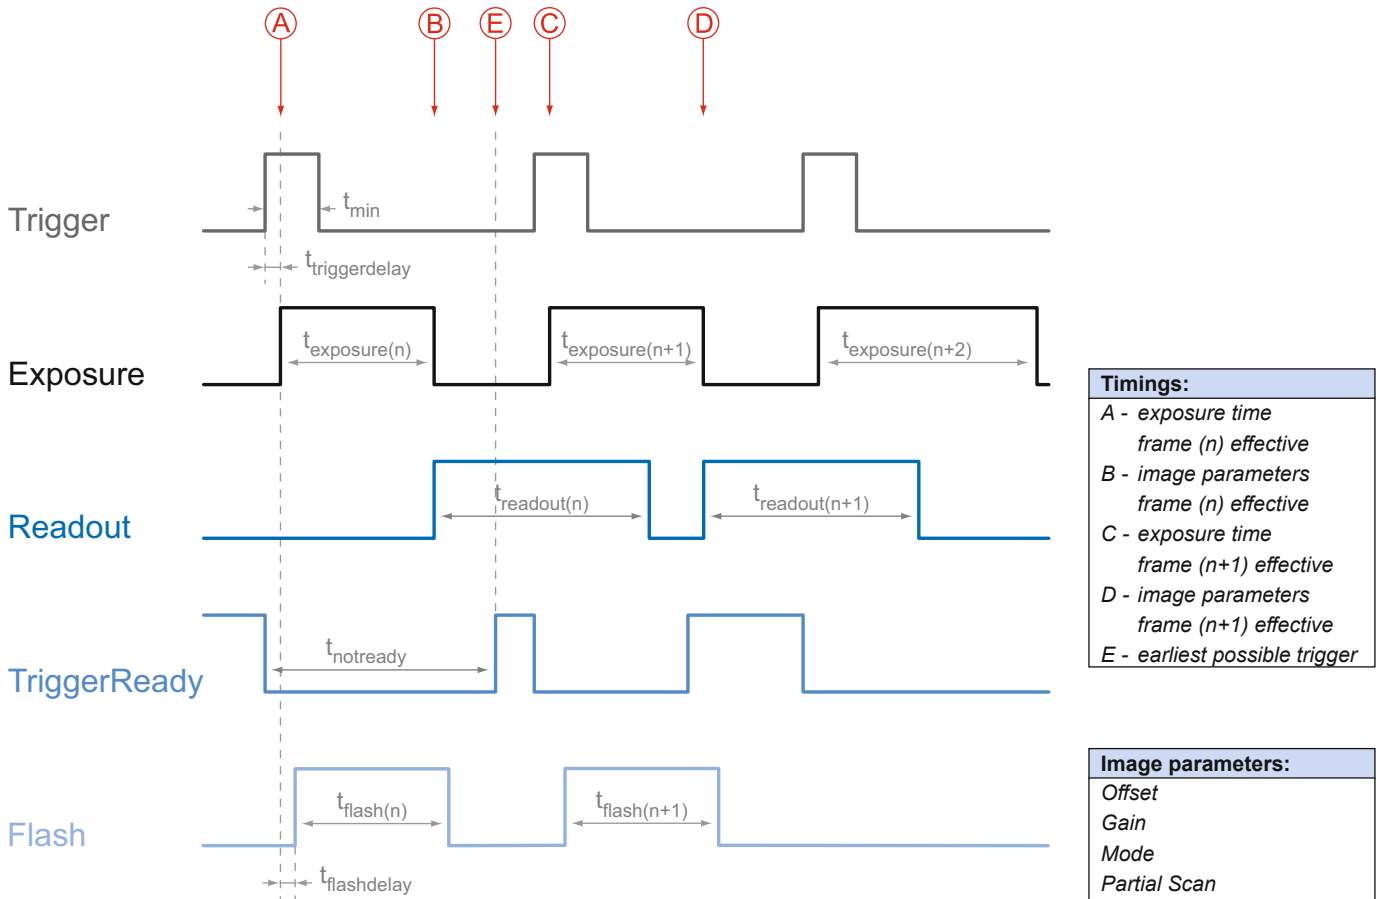 A B E C D
Trigger
tmin
ttriggerdelay
Exposure
texposure(n) texposure(n+1) texposure(n+2)
Readout
treadout(n) treadout(n+1)
TriggerReady
tnotready
Flash
tflash(n) tflash(n+1)
tflashdelay
Timings:
A - exposure time
frame (n) effective
B - image parameters
frame (n) effective
C - exposure time
frame (n+1) effective
D - image parameters
frame (n+1) effective
E - earliest possible trigger
Image parameters:
Offset
Gain
Mode
Partial Scan